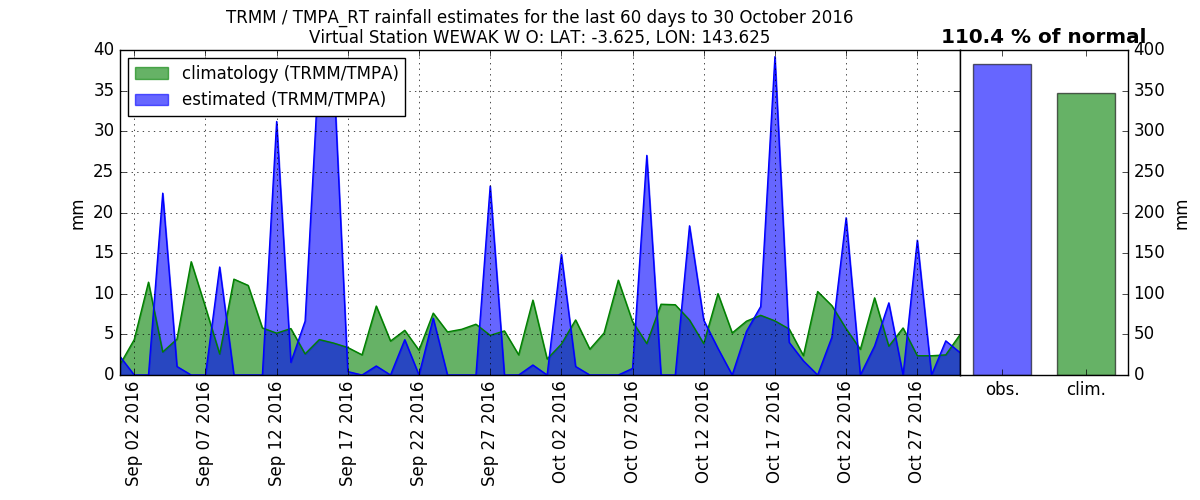 TRMM / TMPA_RT rainfall estimates for the last 60 days to 30 October 2016
Virtual Station WEWAK W O: LAT: -3.625, LON: 143.625
110.4 % of normal
climatology (TRMM/TMPA)
estimated (TRMM/TMPA)
mm
40
35
30
25
20
15
10
5
0
Sep 02 2016
Sep 07 2016
Sep 12 2016
Sep 17 2016
Sep 22 2016
Sep 27 2016
Oct 02 2016
Oct 07 2016
Oct 12 2016
Oct 17 2016
Oct 22 2016
Oct 27 2016
obs.
clim.
400
350
300
250
200
150
100
50
0
mm